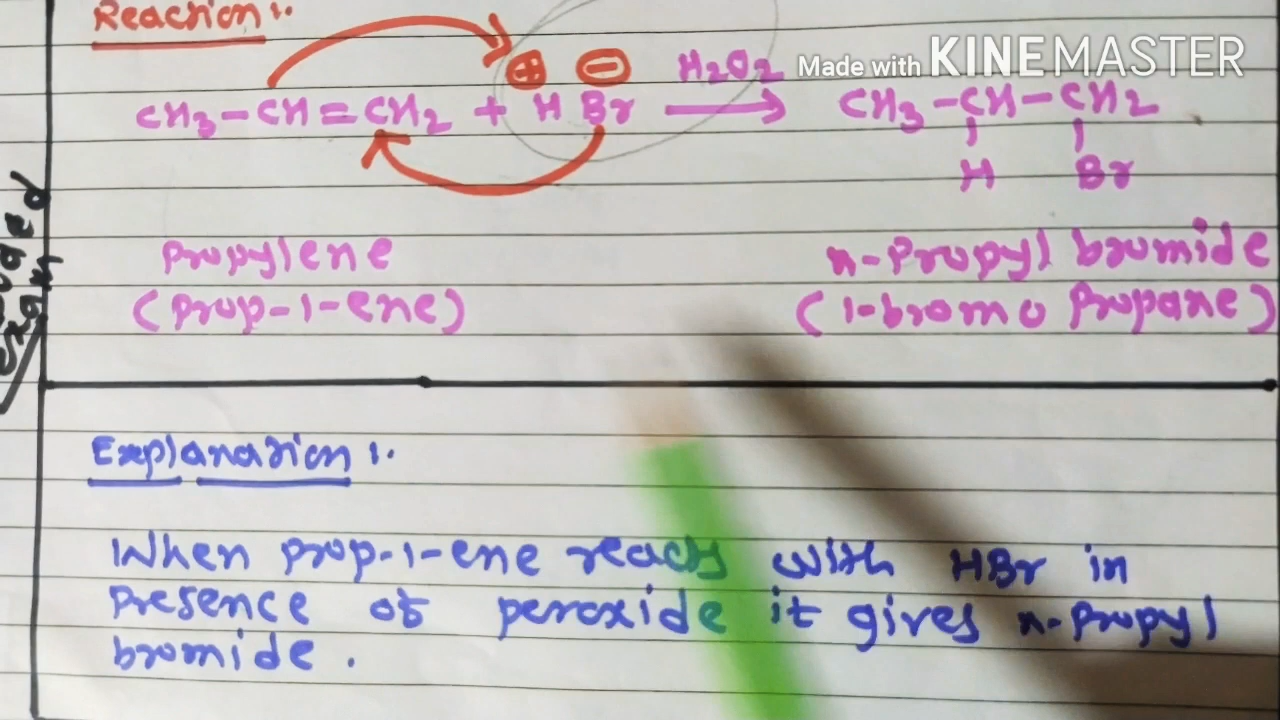 Reaction:.
⊕ ⊖ H2O2 Made with KINEMASTER
CH3-CH=CH2 + H Br → CH3-CH-CH2
H Br
Propylene n-Propyl bromide
(Prop-1-ene) (1-bromo Propane)
Explanation:.
When prop-1-ene reacts with HBr in
Presence of peroxide it gives n-Propyl
bromide.